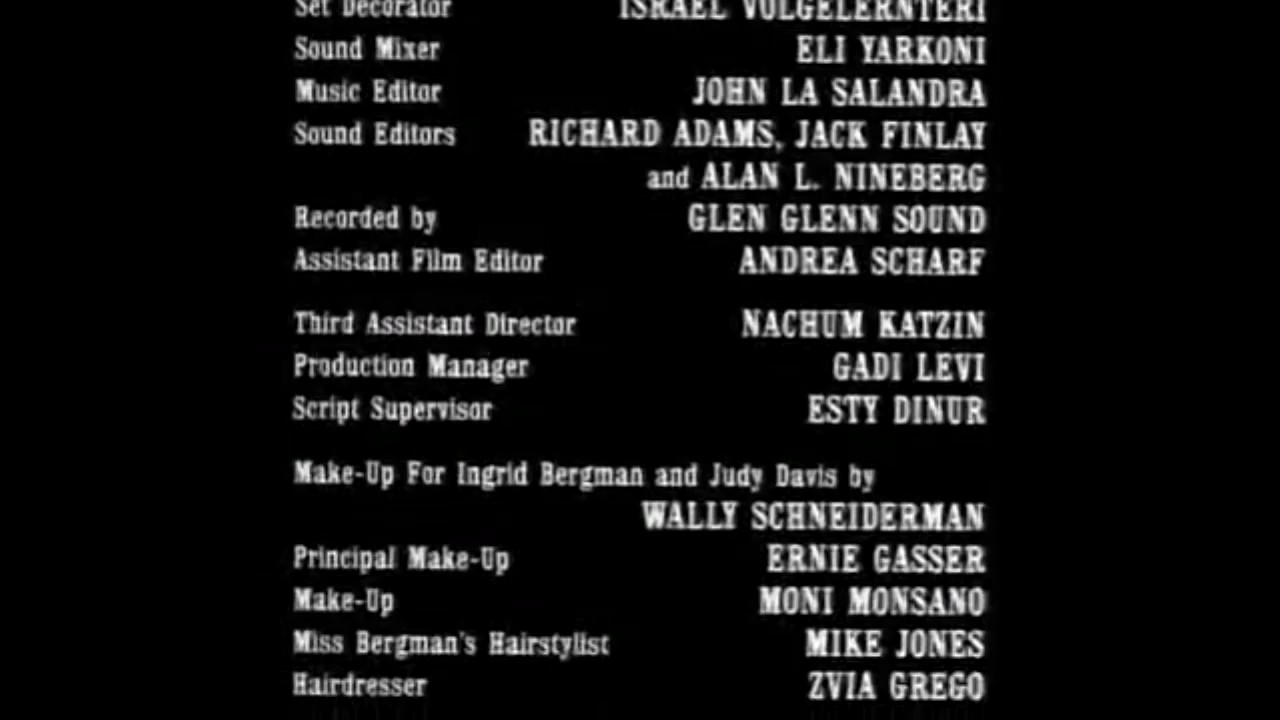 Set Decorator ISRAEL VOLGELERNTERI
Sound Mixer ELI YARKONI
Music Editor JOHN LA SALANDRA
Sound Editors RICHARD ADAMS, JACK FINLAY
and ALAN L. NINEBERG
Recorded by GLEN GLENN SOUND
Assistant Film Editor ANDREA SCHARF
Third Assistant Director NACHUM KATZIN
Production Manager GADI LEVI
Script Supervisor ESTY DINUR
Make-Up For Ingrid Bergman and Judy Davis by
WALLY SCHNEIDERMAN
Principal Make-Up ERNIE GASSER
Make-Up MONI MONSANO
Miss Bergman's Hairstylist MIKE JONES
Hairdresser ZVIA GREGO